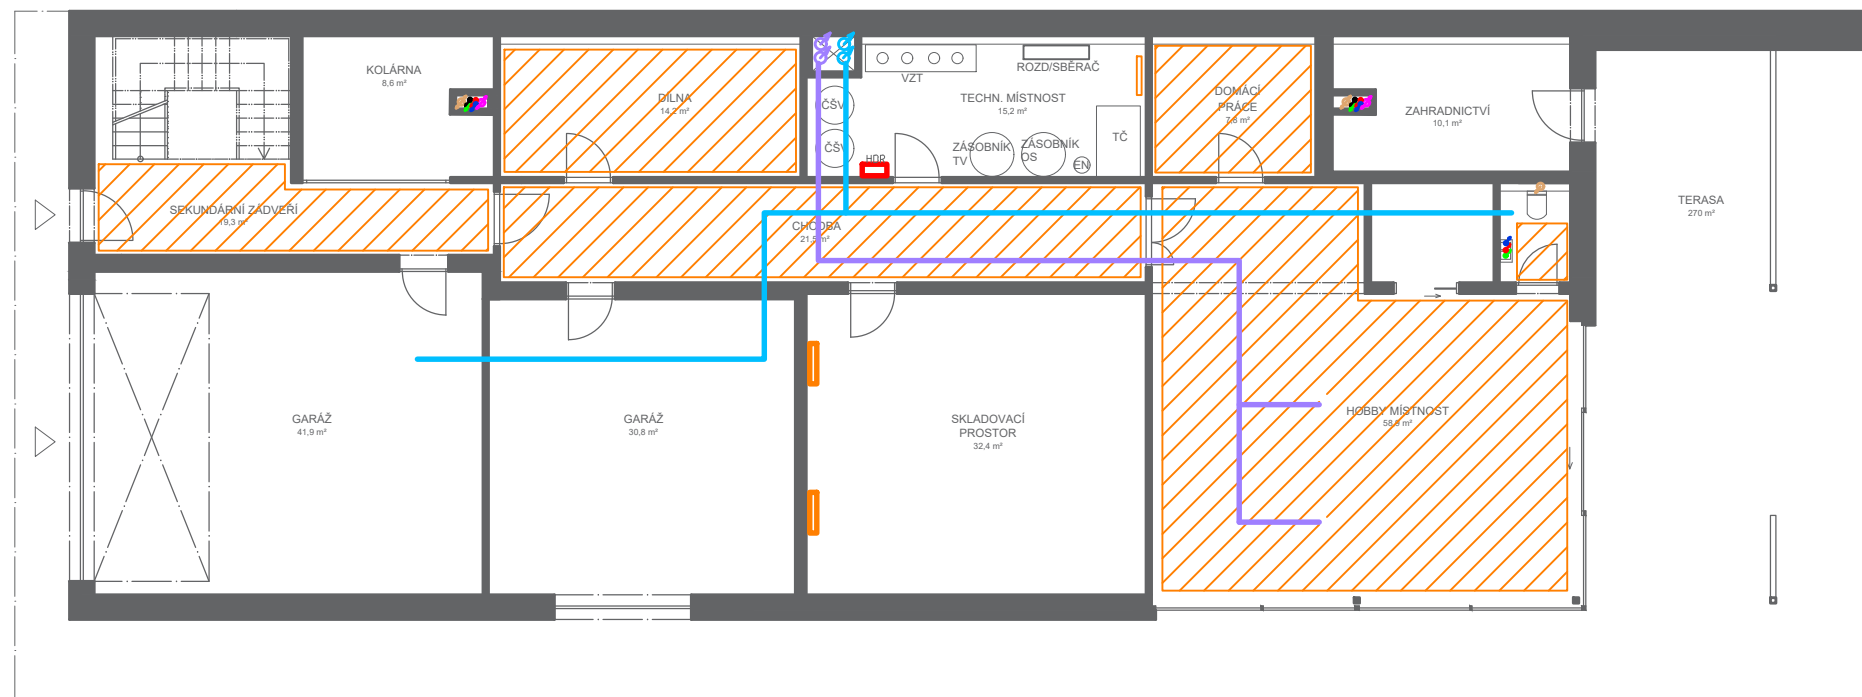 KOLÁRNA
8,6 m²
DÍLNA
14,2 m²
VZT
ROZD/SBĚRAČ
ČŠV
ČŠV
TECHN. MÍSTNOST
15,2 m²
HDR
ZÁSOBNÍK
TV
ZÁSOBNÍK
OS
EN
TČ
DOMÁCÍ
PRÁCE
7,8 m²
ZAHRADNICTVÍ
10,1 m²
SEKUNDÁRNÍ ZÁDVEŘÍ
19,3 m²
CHODBA
21,5 m²
TERASA
270 m²
GARÁŽ
41,9 m²
GARÁŽ
30,8 m²
SKLADOVACÍ
PROSTOR
32,4 m²
HOBBY MÍSTNOST
58,9 m²